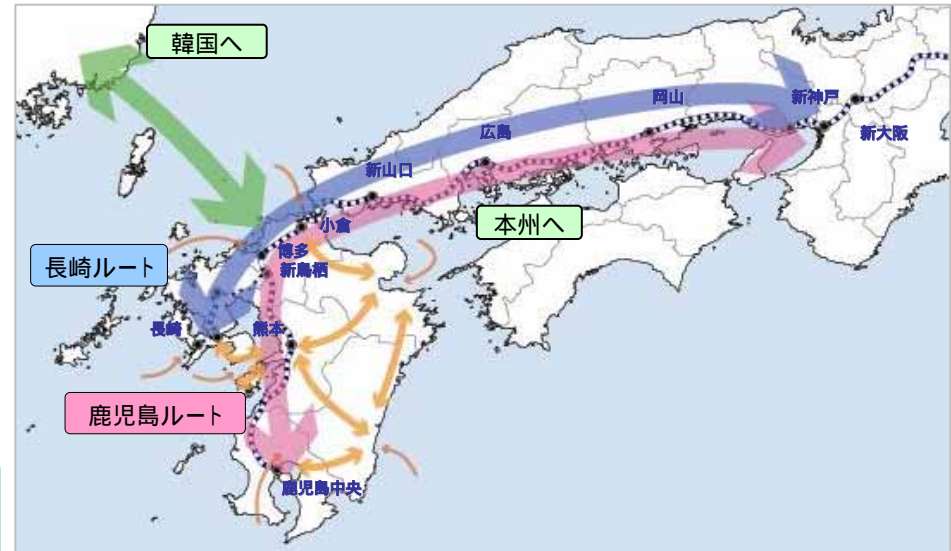 韓国へ
岡山
新神戸
広島
新大阪
新山口
本州へ
小倉
博多
新鳥栖
長崎ルート
長崎
熊本
鹿児島ルート
鹿児島中央